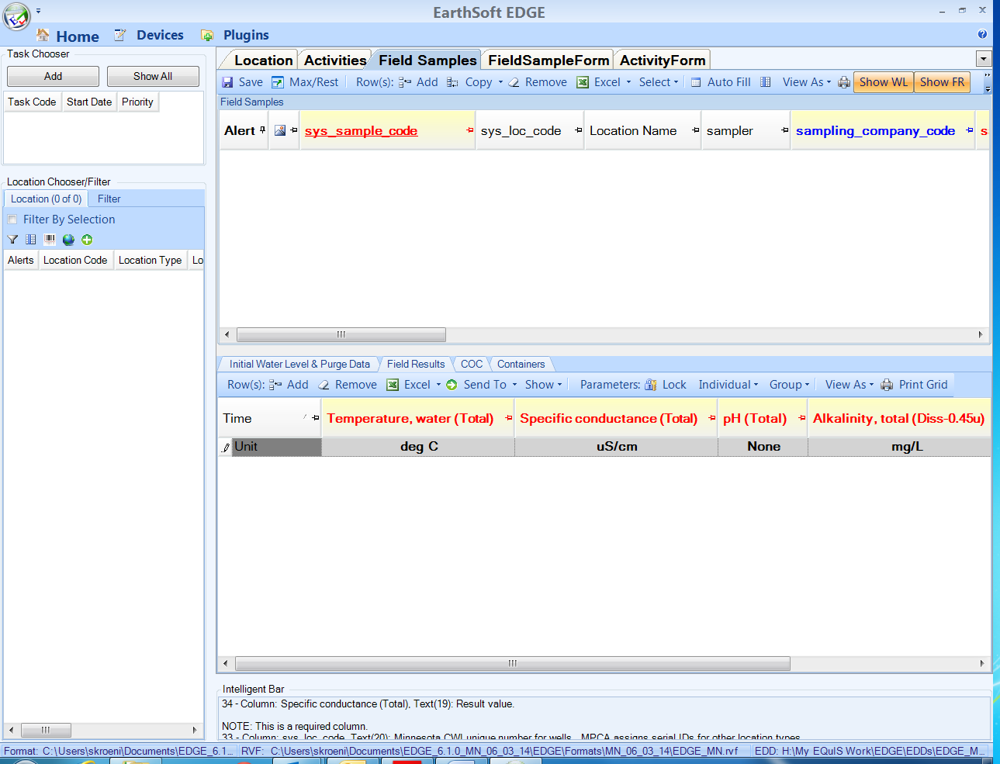 EarthSoft EDGE
Home Devices Plugins
Task Chooser
Add Show All
Task Code Start Date Priority
Location Chooser/Filter
Location (0 of 0) Filter
Filter By Selection
Alerts Location Code Location Type Lo
Location Activities Field Samples FieldSampleForm ActivityForm
Save Max/Rest Row(s): Add Copy Remove Excel Select Auto Fill View As Show WL Show FR
Field Samples
Alert sys_sample_code sys_loc_code Location Name sampler sampling_company_code s
Initial Water Level & Purge Data Field Results COC Containers
Row(s): Add Remove Excel Send To Show Parameters: Lock Individual Group View As Print Grid
Time Temperature, water (Total) Specific conductance (Total) pH (Total) Alkalinity, total (Diss-0.45u)
Unit deg C uS/cm None mg/L
Intelligent Bar
34 - Column: Specific conductance (Total), Text(19): Result value.
NOTE: This is a required column.
33 - Column: sys_loc_code, Text(20): Minnesota CWI unique number for wells. MPCA assigns serial IDs for other location types
Format: C:\Users\skroeni\Documents\EDGE_6.1... RVF: C:\Users\skroeni\Documents\EDGE_6.1.0_MN_06_03_14\EDGE\Formats\MN_06_03_14\EDGE_MN.rvf EDD: H:\My EQuIS Work\EDGE\EDDs\EDGE_M...